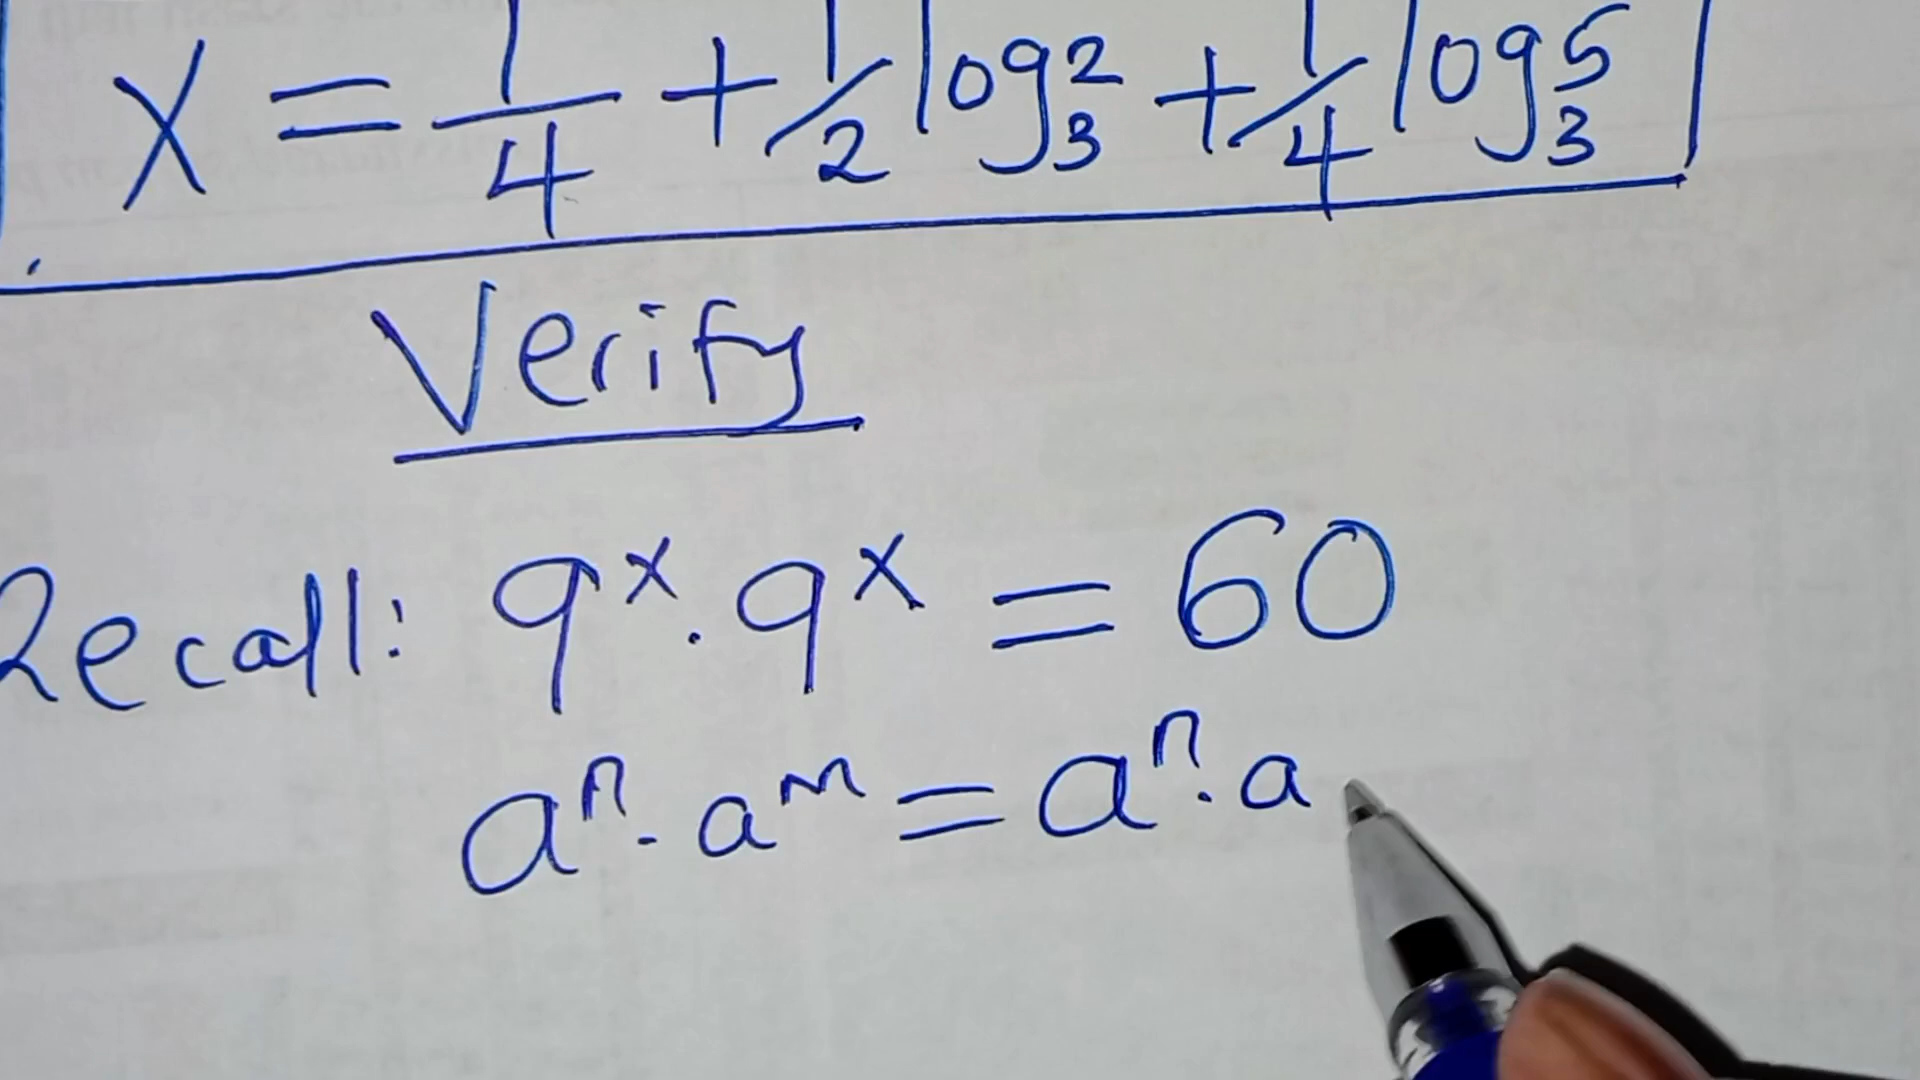 x = 1/4 + 1/2 log₃2 + 1/4 log₃5
Verify
Recall: 9ˣ · 9ˣ = 60
aⁿ · aᵐ = aⁿ · a